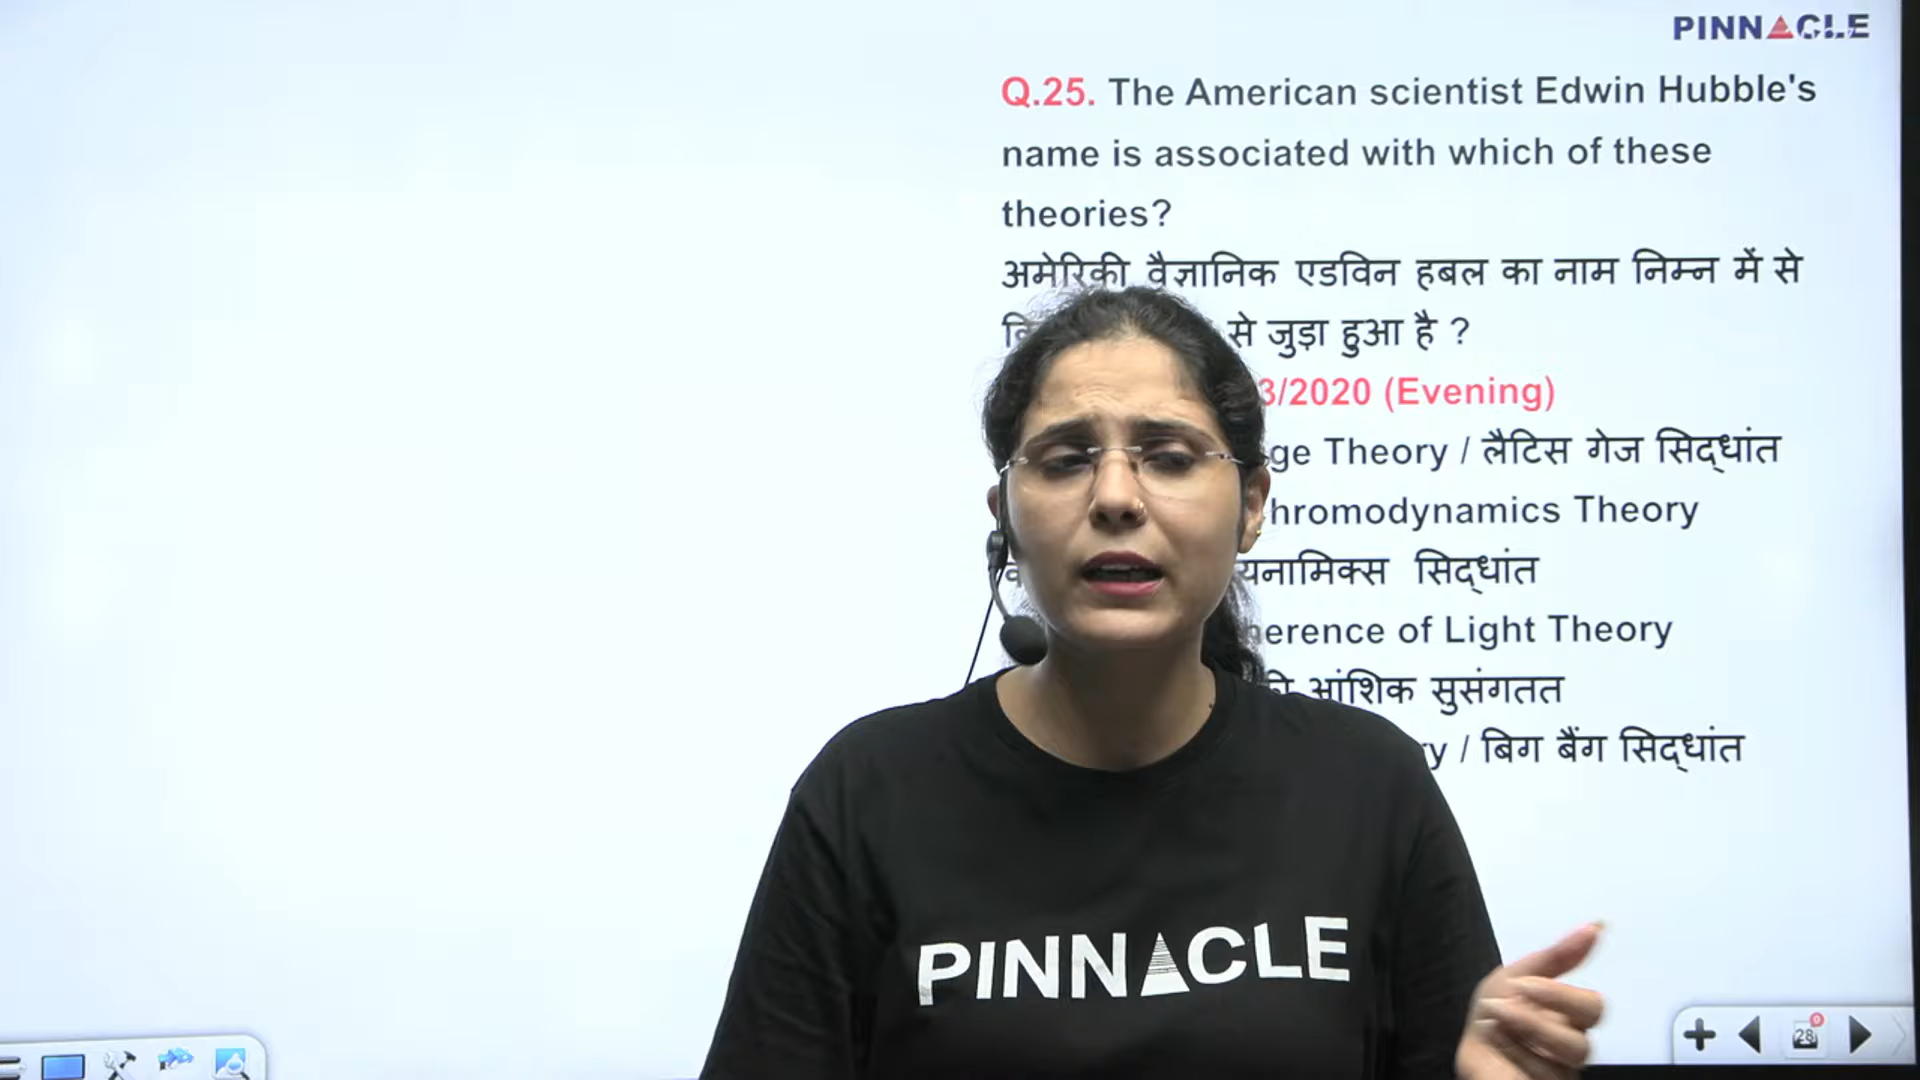 PINNACLE
Q.25. The American scientist Edwin Hubble's
name is associated with which of these
theories?
अमेरिकी वैज्ञानिक एडविन हबल का नाम निम्न में से
से जुड़ा हुआ है ?
3/2020 (Evening)
ge Theory / लैटिस गेज सिद्धांत
hromodynamics Theory
यनामिक्स सिद्धांत
herence of Light Theory
की आंशिक सुसंगतत
y / बिग बैंग सिद्धांत
PINNACLE
28